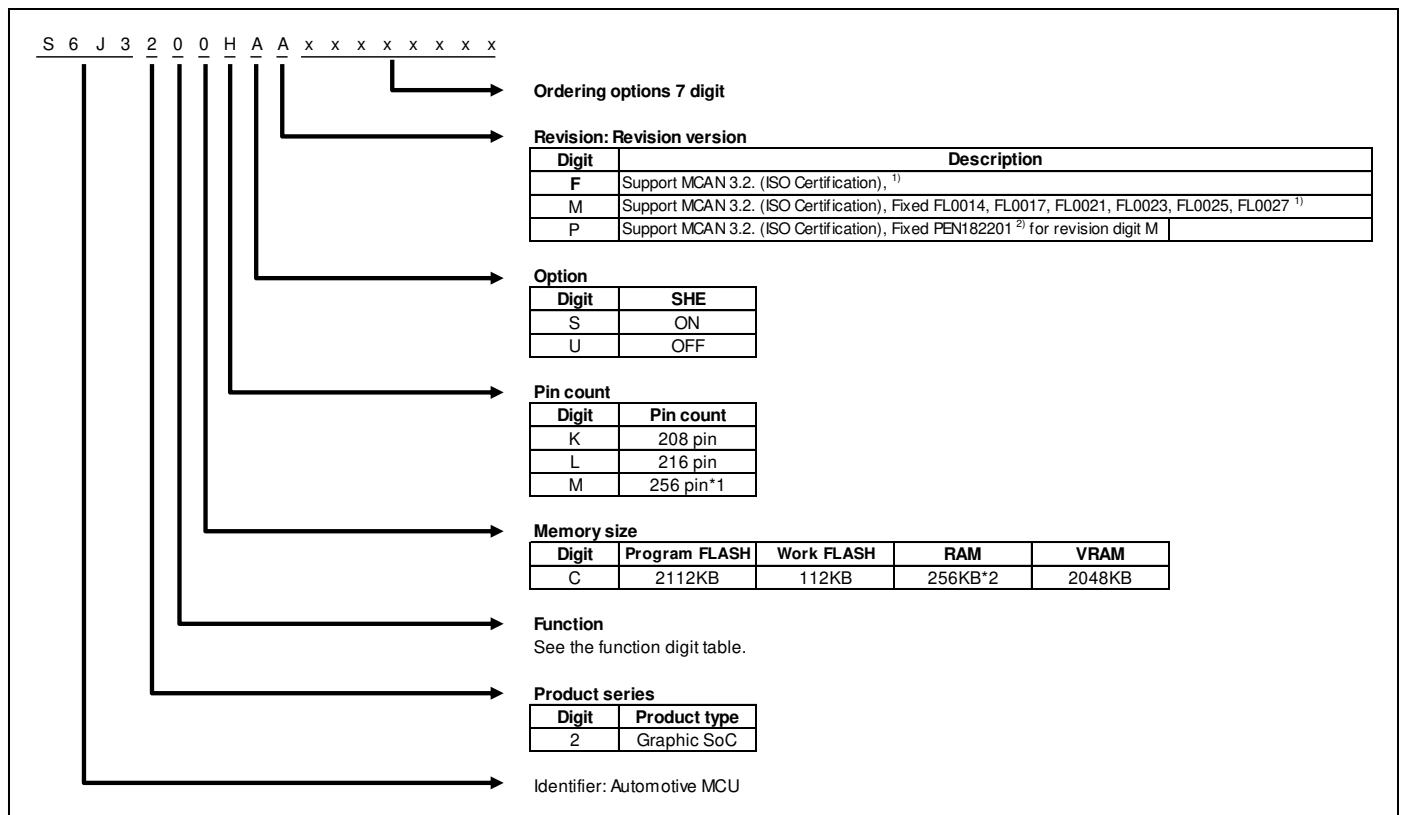 S 6 J 3 2 0 0 H A A x x x x x x x x
Ordering options 7 digit
Revision: Revision version
Digit Description
F Support MCAN 3.2. (ISO Certification), 1)
M Support MCAN 3.2. (ISO Certification), Fixed FL0014, FL0017, FL0021, FL0023, FL0025, FL0027 1)
P Support MCAN 3.2. (ISO Certification), Fixed PEN182201 2) for revision digit M
Option
Digit SHE
S ON
U OFF
Pin count
Digit Pin count
K 208 pin
L 216 pin
M 256 pin*1
Memory size
Digit Program FLASH Work FLASH RAM VRAM
C 2112KB 112KB 256KB*2 2048KB
Function
See the function digit table.
Product series
Digit Product type
2 Graphic SoC
Identifier: Automotive MCU